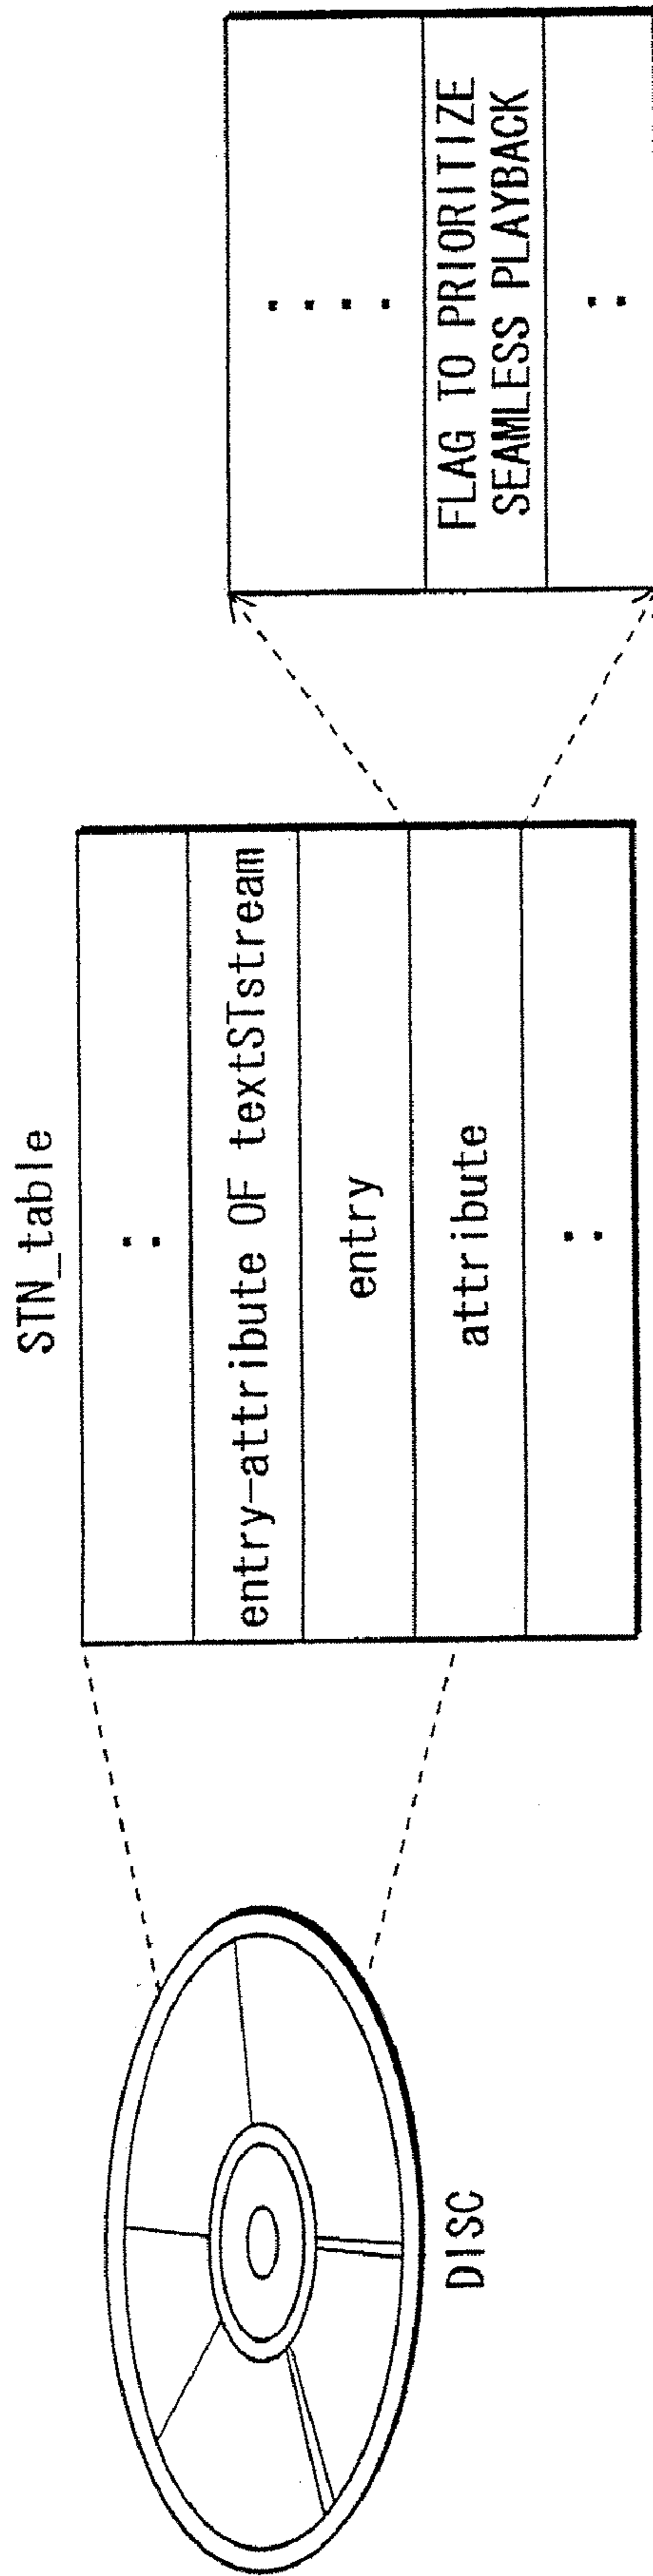 STN_table
:
entry-attribute OF textSTstream
entry
attribute
:
DISC
::
FLAG TO PRIORITIZE
SEAMLESS PLAYBACK
: